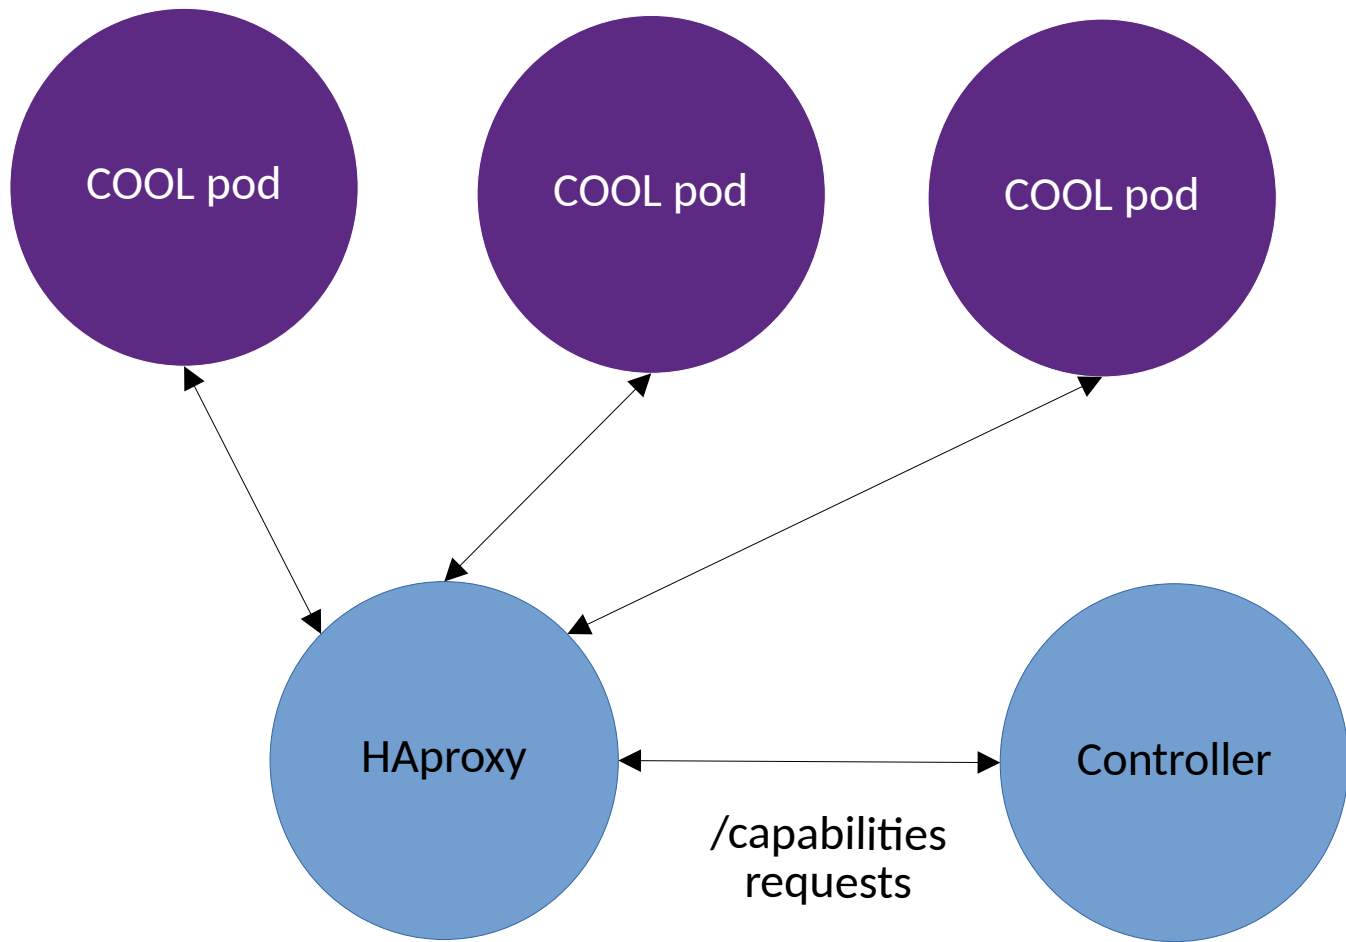 COOL pod
COOL pod
COOL pod
HAproxy
Controller
/capabilities
requests